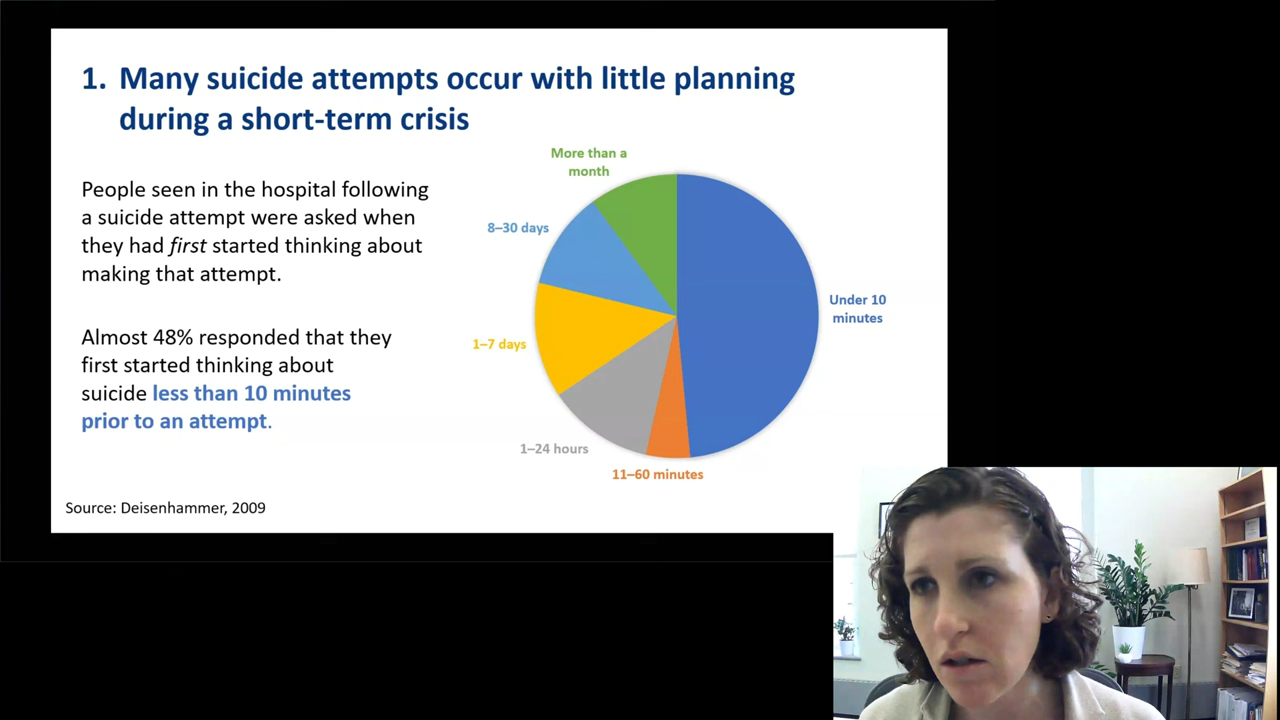 1. Many suicide attempts occur with little planning
during a short-term crisis
People seen in the hospital following
a suicide attempt were asked when
they had first started thinking about
making that attempt.
Almost 48% responded that they
first started thinking about
suicide less than 10 minutes
prior to an attempt.
More than a
month
8–30 days
1–7 days
1–24 hours
11–60 minutes
Under 10
minutes
Source: Deisenhammer, 2009